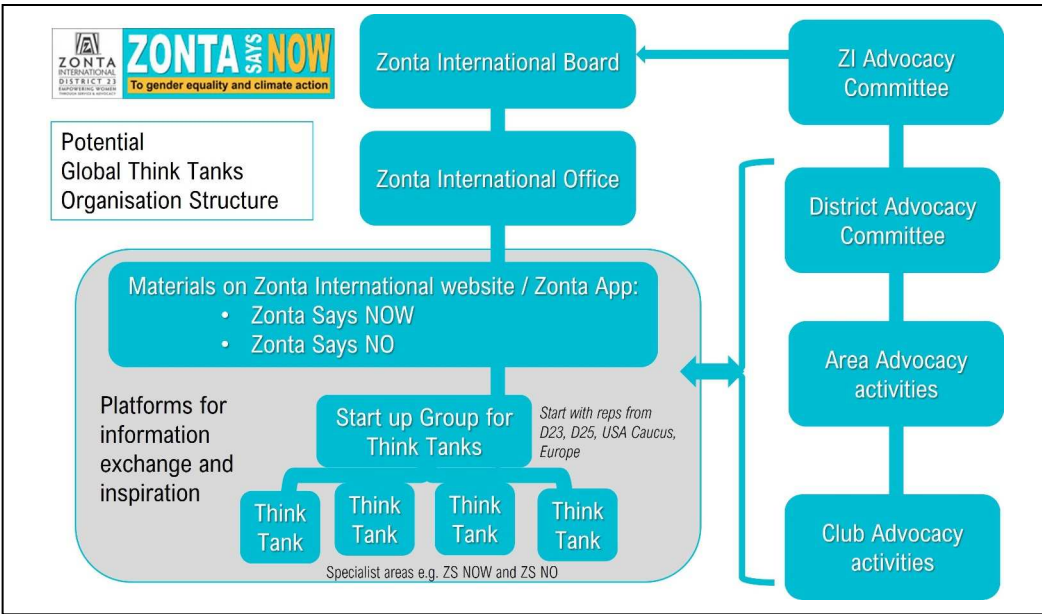 ZONTA
INTERNATIONAL
DISTRICT 23
EMPOWERING WOMEN
THROUGH SERVICE & ADVOCACY
ZONTA SAYS NOW
To gender equality and climate action
Potential
Global Think Tanks
Organisation Structure
Zonta International Board
Zonta International Office
Materials on Zonta International website / Zonta App:
• Zonta Says NOW
• Zonta Says NO
Platforms for
information
exchange and
inspiration
Start up Group for
Think Tanks
Start with reps from
D23, D25, USA Caucus,
Europe
Think
Tank
Think
Tank
Think
Tank
Think
Tank
Specialist areas e.g. ZS NOW and ZS NO
ZI Advocacy
Committee
District Advocacy
Committee
Area Advocacy
activities
Club Advocacy
activities